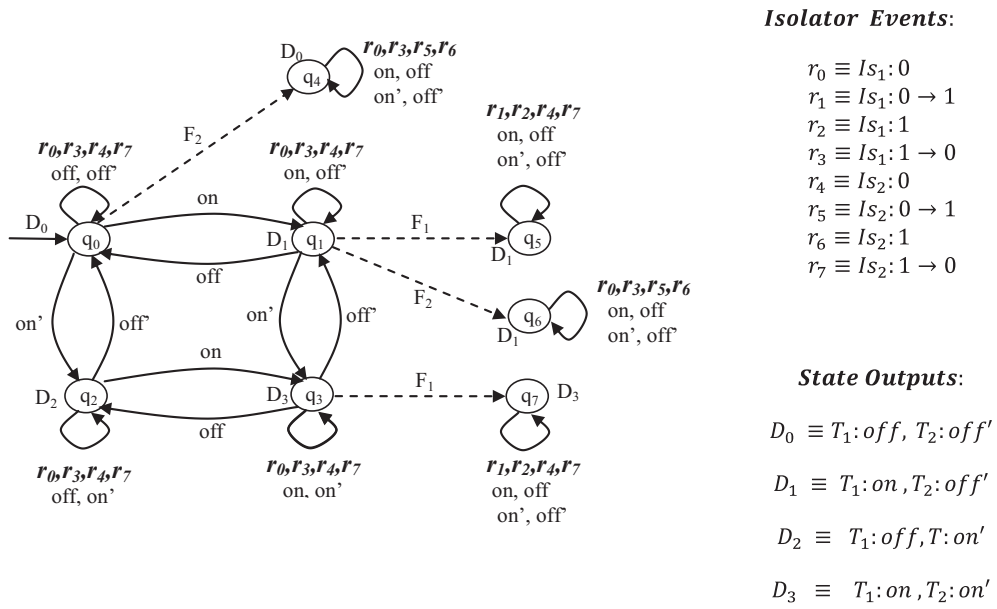 Isolator Events:
r0 ≡ Is1: 0
r1 ≡ Is1: 0 → 1
r2 ≡ Is1: 1
r3 ≡ Is1: 1 → 0
r4 ≡ Is2: 0
r5 ≡ Is2: 0 → 1
r6 ≡ Is2: 1
r7 ≡ Is2: 1 → 0
D0
q4
r0,r3,r5,r6
on, off
on', off'
F2
r1,r2,r4,r7
on, off
on', off'
r0,r3,r4,r7
off, off'
r0,r3,r4,r7
on, off'
D0
q0
on
off
D1
q1
F1
q5
D1
F2
r0,r3,r5,r6
on, off
on', off'
q6
D1
on'
off'
on'
off'
on
D2
q2
off
D3
q3
F1
q7
D3
r0,r3,r4,r7
off, on'
r0,r3,r4,r7
on, on'
r1,r2,r4,r7
on, off
on', off'
State Outputs:
D0 ≡ T1: off, T2: off'
D1 ≡ T1: on , T2: off'
D2 ≡ T1: off, T: on'
D3 ≡ T1: on , T2: on'